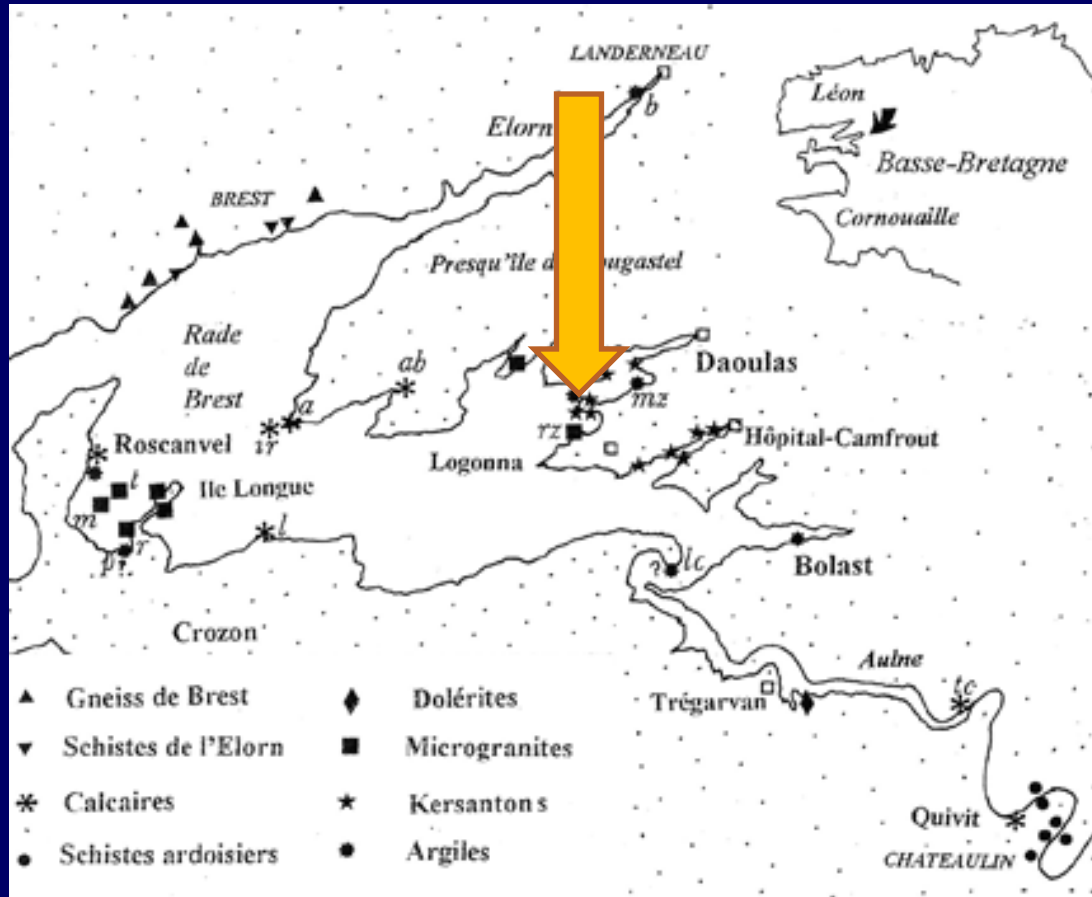 LANDERNEAU
b
Elorn
Léon
Basse-Bretagne
Cornouaille
BREST
Presqu'île d ougastel
Rade
de
Brest
ab
a
Daoulas
mz
rz
Hôpital-Camfrout
Logonna
Roscanvel
Ile Longue
l
m
r
p?
l
? lc
Bolast
Crozon
Aulne
tc
Trégarvan
Quivit
CHATEAULIN
Gneiss de Brest
Schistes de l'Elorn
Calcaires
Schistes ardoisiers
Dolérites
Microgranites
Kersantons
Argiles